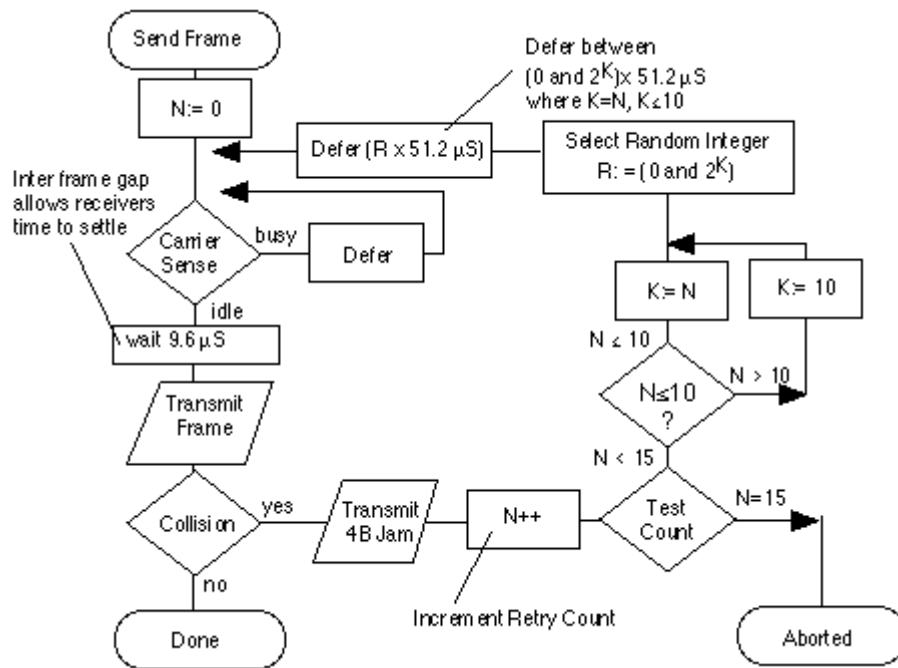 Send Frame
N:= 0
Defer between
(0 and 2^K) x 51.2 µS
where K=N, K≤10
Defer (R x 51.2 µS)
Select Random Integer
R: = (0 and 2^K)
Inter frame gap
allows receivers
time to settle
Carrier
Sense
busy
Defer
idle
wait 9.6 µS
K:= N
K:= 10
N ≤ 10
N > 10
N≤10
?
Transmit
Frame
N < 15
Collision
yes
Transmit
4B Jam
N++
Test
Count
N=15
no
Increment Retry Count
Done
Aborted